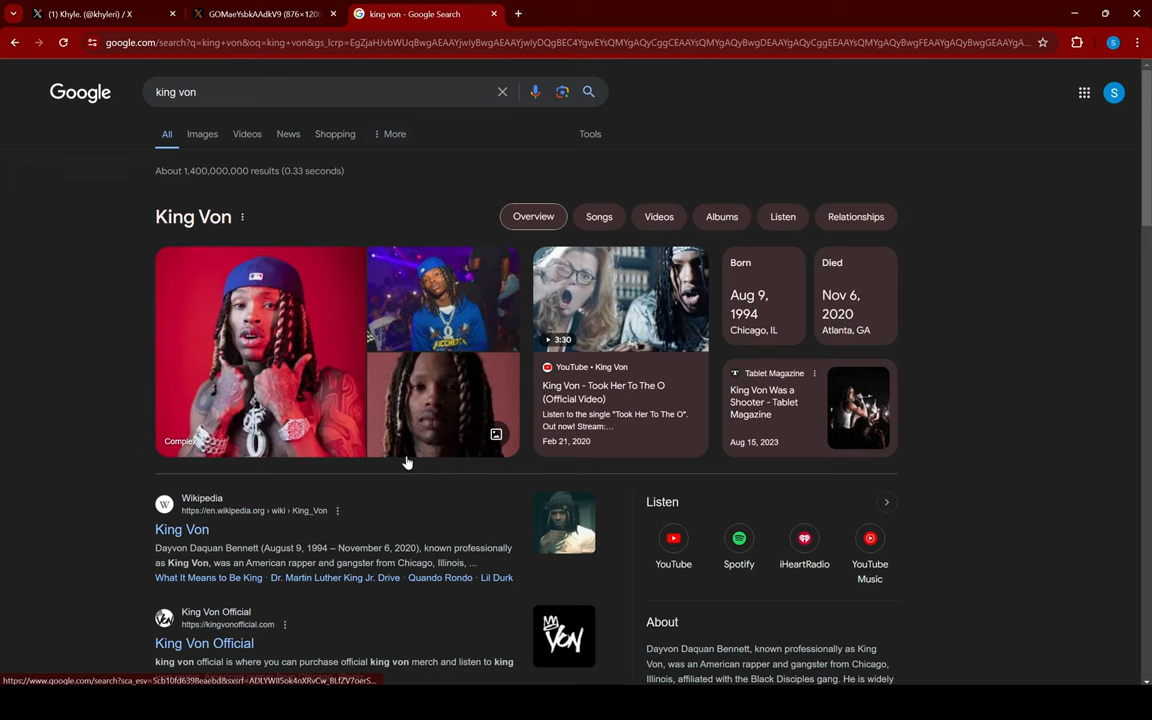 (1) Khyle. (@khyleri) / X
GOMaeYsbkAAdkV9 (876×120
king von - Google Search
google.com/search?q=king+von&oq=king+von&gs_lcrp=EgZjaHJvbWUqBwgAEAAYjwIyBwgAEAAYjwIyDQgBEC4YgwEYsQMYgAQyCggCEAAYsQMYgAQyBwgDEAAYgAQyCggEEAAYsQMYgAQyBwgFEAAYgAQyBwgGEAAYg...
S
Google
king von
S
All
Images
Videos
News
Shopping
More
Tools
About 1,400,000,000 results (0.33 seconds)
King Von
Overview
Songs
Videos
Albums
Listen
Relationships
Complex
3:30
YouTube • King Von
King Von - Took Her To The O
(Official Video)
Listen to the single "Took Her To The O".
Out now! Stream:...
Feb 21, 2020
Born
Aug 9,
1994
Chicago, IL
Died
Nov 6,
2020
Atlanta, GA
Tablet Magazine
King Von Was a
Shooter - Tablet
Magazine
Aug 15, 2023
W
Wikipedia
https://en.wikipedia.org › wiki › King_Von
King Von
Dayvon Daquan Bennett (August 9, 1994 – November 6, 2020), known professionally
as King Von, was an American rapper and gangster from Chicago, Illinois, ...
What It Means to Be King · Dr. Martin Luther King Jr. Drive · Quando Rondo · Lil Durk
King Von Official
https://kingvonofficial.com
King Von Official
king von official is where you can purchase official king von merch and listen to king
VON
Listen
YouTube
Spotify
iHeartRadio
YouTube
Music
About
Dayvon Daquan Bennett, known professionally as King
Von, was an American rapper and gangster from Chicago,
Illinois, affiliated with the Black Disciples gang. He is widely